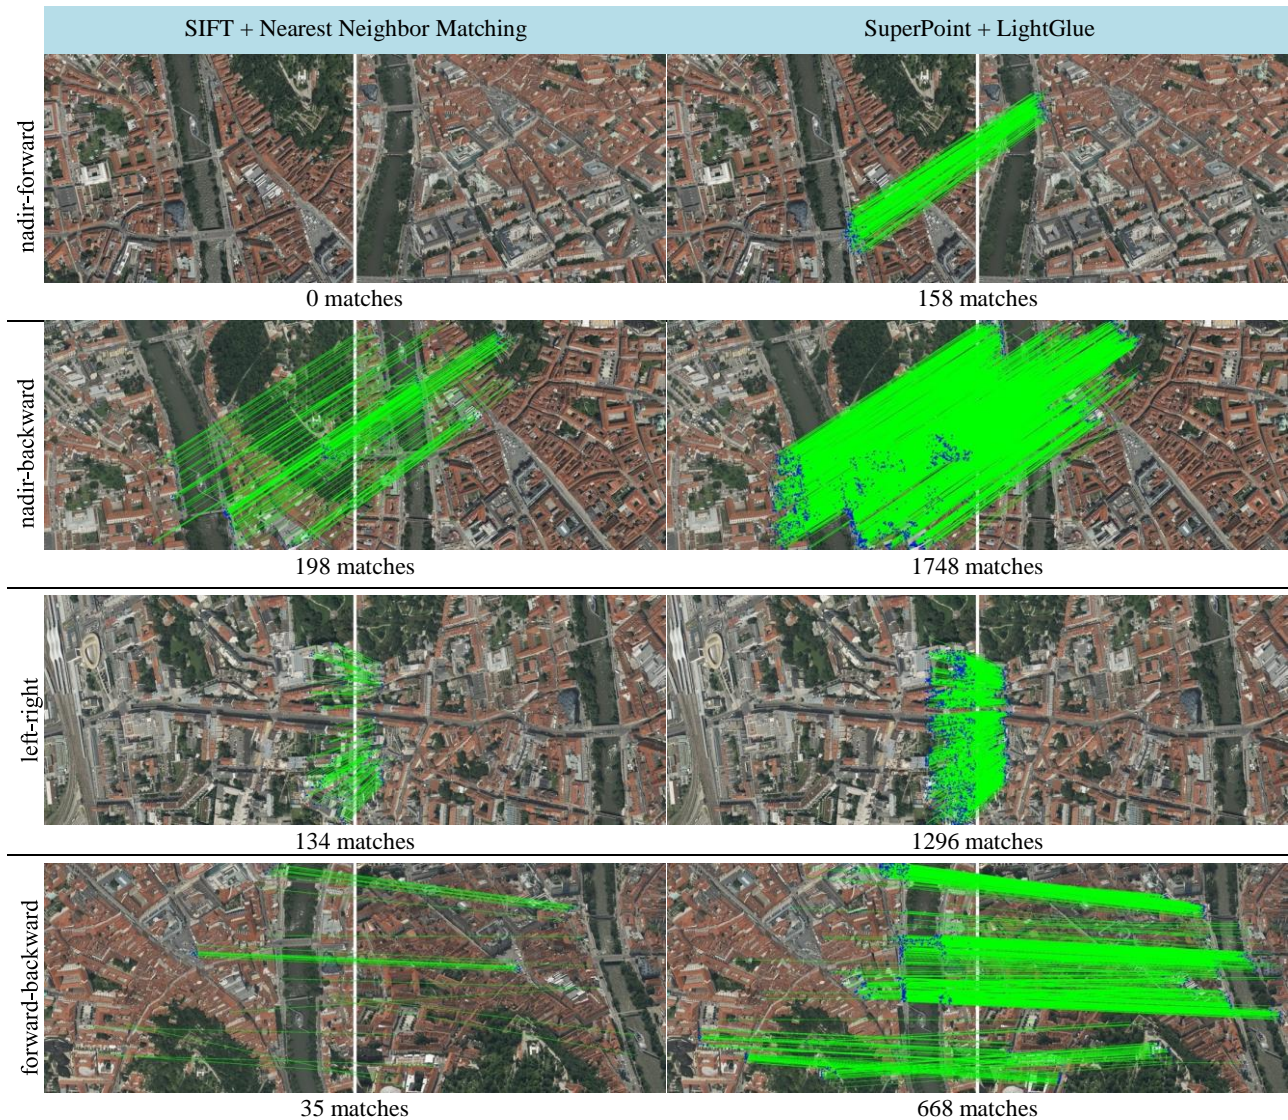 SIFT + Nearest Neighbor Matching
SuperPoint + LightGlue
nadir-forward
0 matches
158 matches
nadir-backward
198 matches
1748 matches
left-right
134 matches
1296 matches
forward-backward
35 matches
668 matches